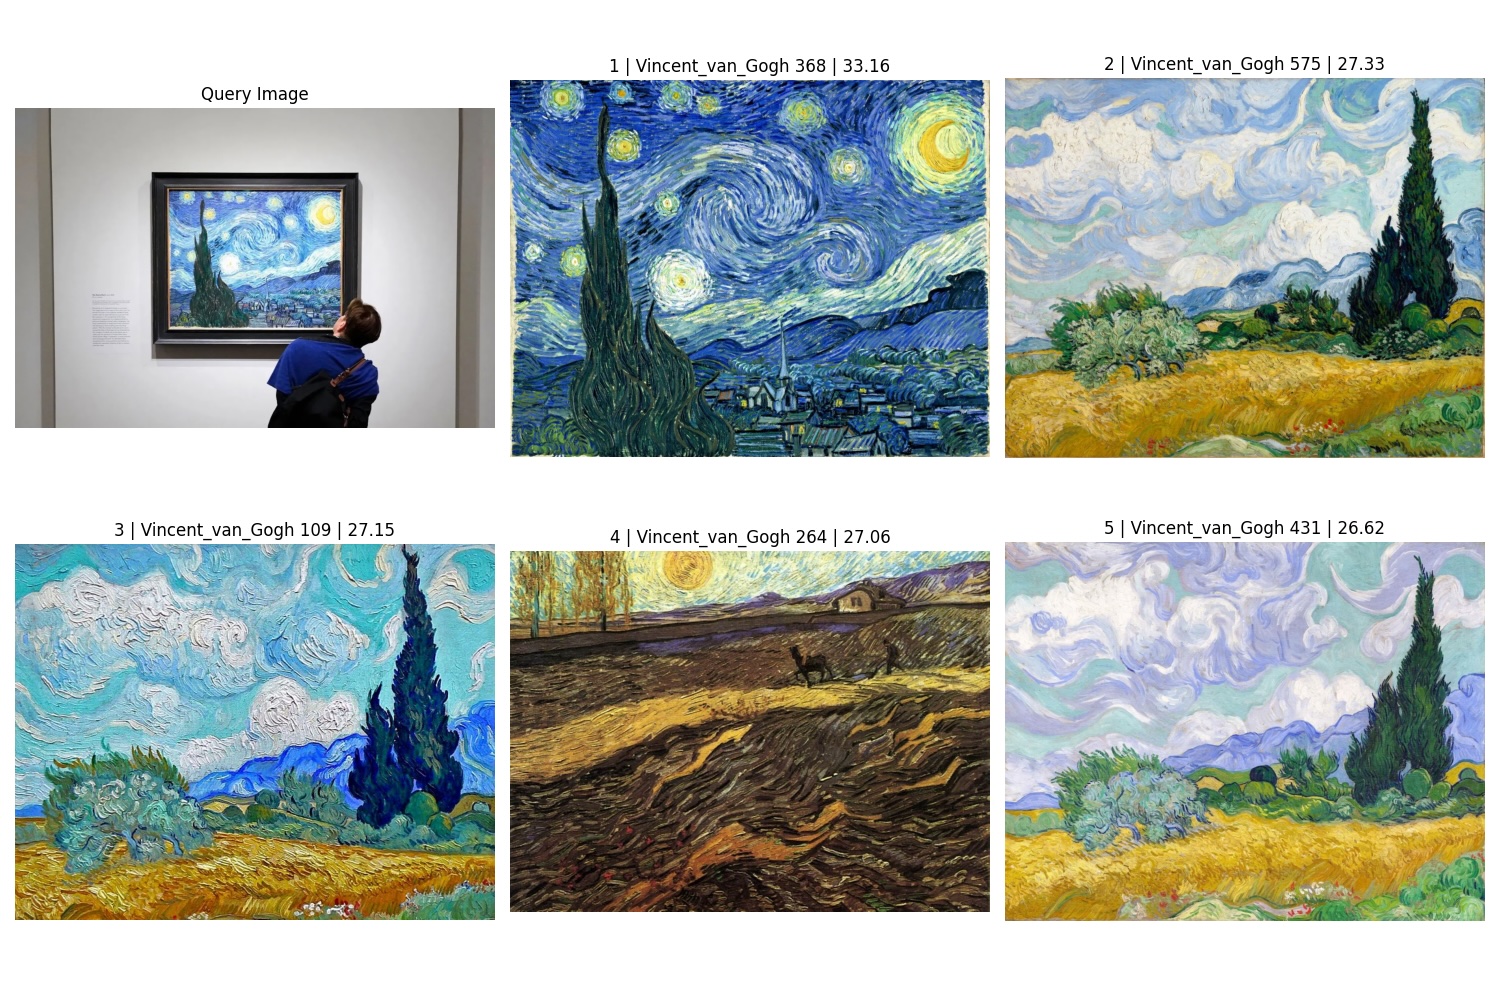 Query Image
1 | Vincent_van_Gogh 368 | 33.16
2 | Vincent_van_Gogh 575 | 27.33
3 | Vincent_van_Gogh 109 | 27.15
4 | Vincent_van_Gogh 264 | 27.06
5 | Vincent_van_Gogh 431 | 26.62